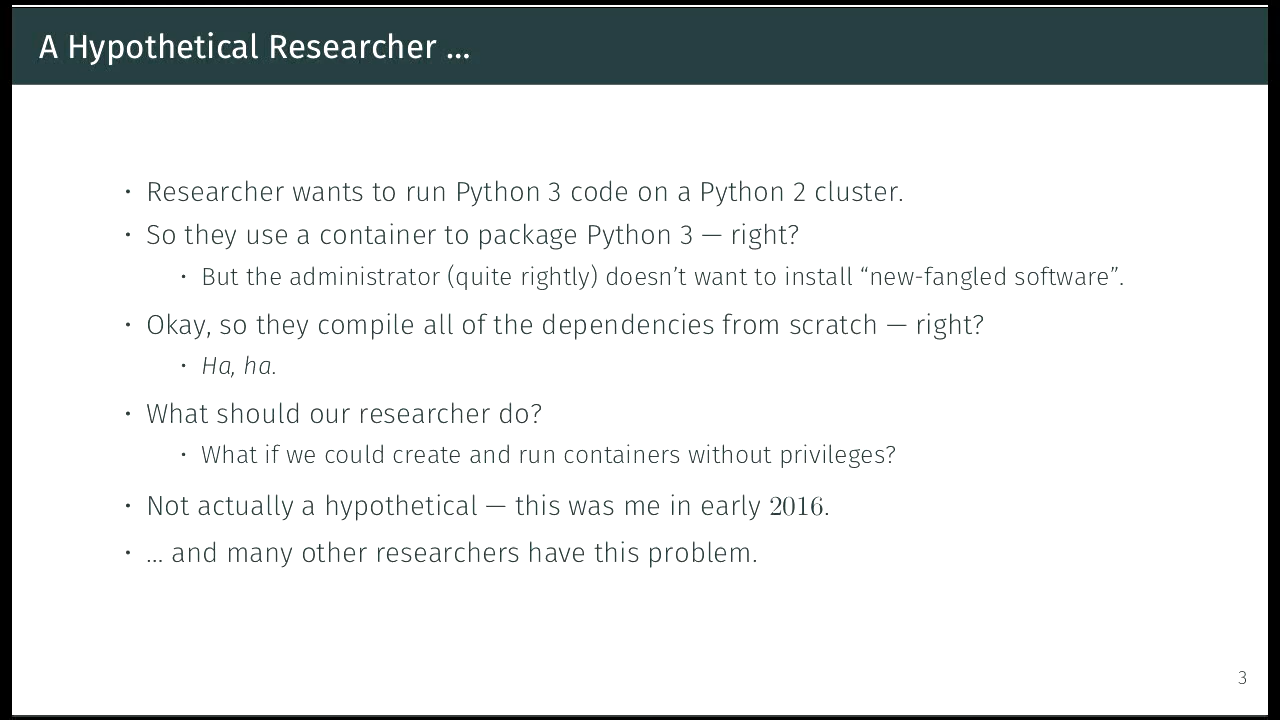 A Hypothetical Researcher ...
• Researcher wants to run Python 3 code on a Python 2 cluster.
• So they use a container to package Python 3 — right?
• But the administrator (quite rightly) doesn’t want to install “new-fangled software”.
• Okay, so they compile all of the dependencies from scratch — right?
• Ha, ha.
• What should our researcher do?
• What if we could create and run containers without privileges?
• Not actually a hypothetical — this was me in early 2016.
• ... and many other researchers have this problem.
3